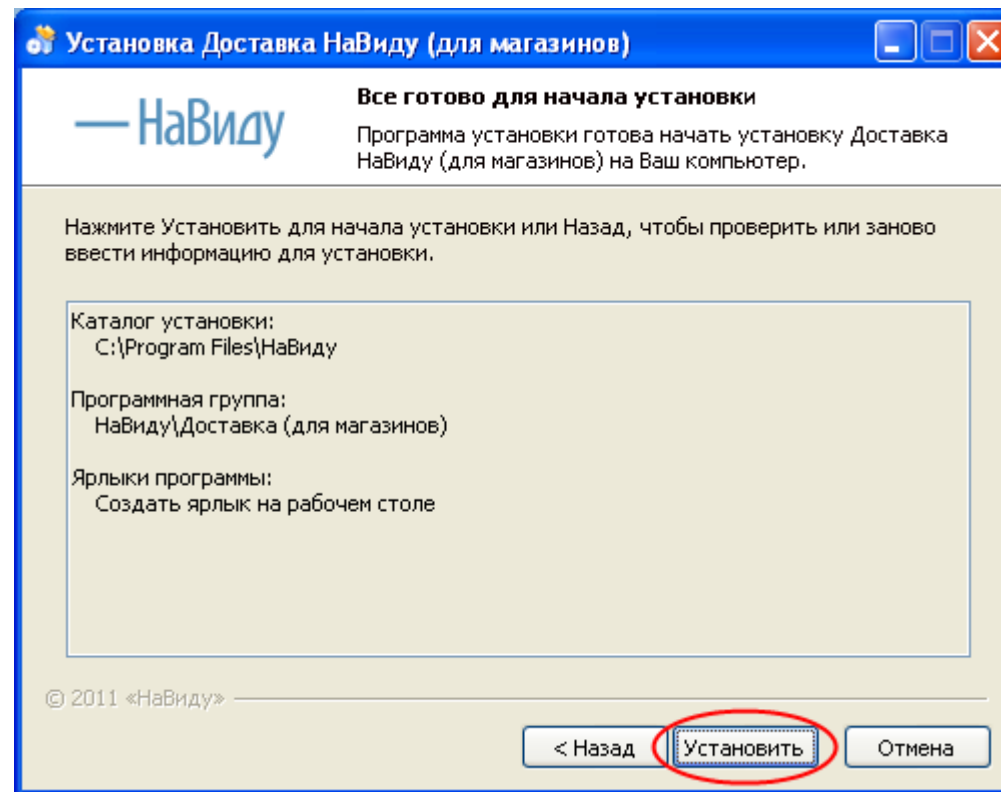 Установка Доставка НаВиду (для магазинов)
— НаВиду
Все готово для начала установки
Программа установки готова начать установку Доставка
НаВиду (для магазинов) на Ваш компьютер.
Нажмите Установить для начала установки или Назад, чтобы проверить или заново
ввести информацию для установки.
Каталог установки:
C:\Program Files\НаВиду
Программная группа:
НаВиду\Доставка (для магазинов)
Ярлыки программы:
Создать ярлык на рабочем столе
© 2011 «НаВиду»
< Назад
Установить
Отмена